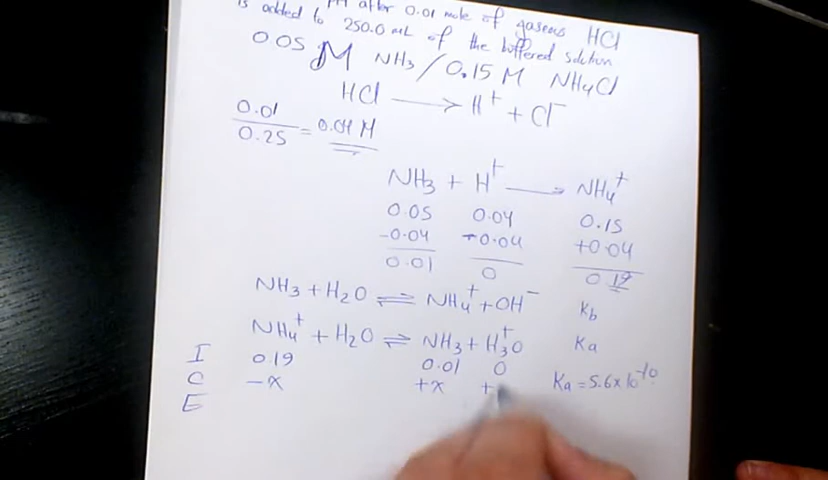 pH after 0.01 mole of gaseous HCl
is added to 250.0 mL of the buffered solution
0.05 M NH3/0.15 M NH4Cl
HCl → H+ + Cl-
0.01
0.25 = 0.04 M
NH3 + H+ → NH4+
0.05 0.04 0.15
-0.04 -0.04 +0.04
0.01 0 0.19
NH3 + H2O ⇌ NH4+ + OH- Kb
NH4+ + H2O ⇌ NH3 + H3+O Ka
I 0.19 0.01 0
C -x +x + Ka = 5.6x10-10
E